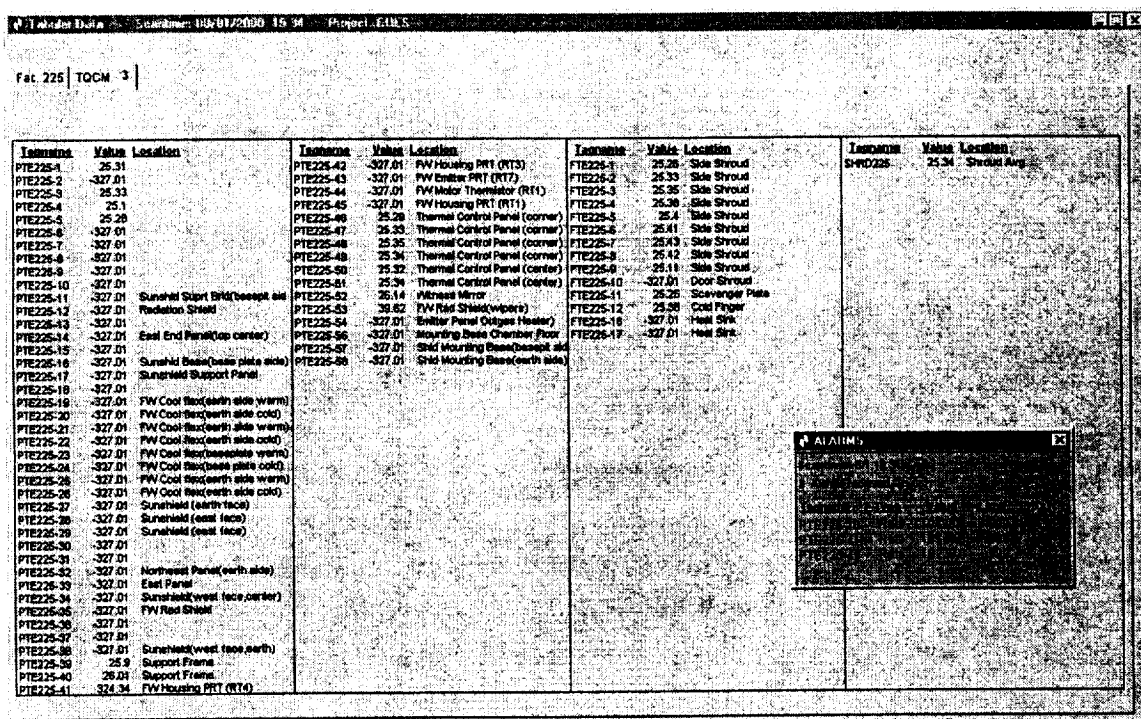 Tabular Data Scantime: 08/01/2000 15 34 Project: GOES
Fac. 225 TQCM 3
Tagname Value Location
PTE225-1 25.31
PTE225-2 -327.01
PTE225-3 25.33
PTE225-4 25.1
PTE225-5 25.28
PTE225-6 -327.01
PTE225-7 -327.01
PTE225-8 -327.01
PTE225-9 -327.01
PTE225-10 -327.01
PTE225-11 -327.01 Sunshld Suprt Brkt(baseplt sid
PTE225-12 -327.01 Radiation Shield
PTE225-13 -327.01
PTE225-14 -327.01 East End Panel(top center)
PTE225-15 -327.01
PTE225-16 -327.01 Sunshld Base(base plate side)
PTE225-17 -327.01 Sunshield Support Panel
PTE225-18 -327.01
PTE225-19 -327.01 FW Cool flex(earth side warm)
PTE225-20 -327.01 FW Cool flex(earth side cold)
PTE225-21 -327.01 FW Cool flex(earth side warm)
PTE225-22 -327.01 FW Cool flex(earth side cold)
PTE225-23 -327.01 FW Cool flex(baseplate warm)
PTE225-24 -327.01 FW Cool flex(base plate cold)
PTE225-25 -327.01 FW Cool flex(earth side warm)
PTE225-26 -327.01 FW Cool flex(earth side cold)
PTE225-27 -327.01 Sunshield (earth face)
PTE225-28 -327.01 Sunshield (east face)
PTE225-29 -327.01 Sunshield (east face)
PTE225-30 -327.01
PTE225-31 -327.01
PTE225-32 -327.01 Northeast Panel(earth side)
PTE225-33 -327.01 East Panel
PTE225-34 -327.01 Sunshield(west face,center)
PTE225-35 -327.01 FW Rad Shield
PTE225-36 -327.01
PTE225-37 -327.01
PTE225-38 -327.01 Sunshield(west face,earth)
PTE225-39 25.9 Support Frame
PTE225-40 26.01 Support Frame
PTE225-41 324.34 FW Housing PRT (RT4)
Tagname Value Location
PTE225-42 -327.01 FW Housing PRT (RT3)
PTE225-43 -327.01 FW Emitter PRT (RT7)
PTE225-44 -327.01 FW Motor Thermistor (RT1)
PTE225-45 -327.01 FW Housing PRT (RT1)
PTE225-46 25.29 Thermal Control Panel (corner)
PTE225-47 25.33 Thermal Control Panel (corner)
PTE225-48 25.35 Thermal Control Panel (corner)
PTE225-49 25.34 Thermal Control Panel (corner)
PTE225-50 25.32 Thermal Control Panel (center)
PTE225-51 25.34 Thermal Control Panel (center)
PTE225-52 26.14 Witness Mirror
PTE225-53 39.62 FW Rad Shield(wipers)
PTE225-54 -327.01 Emitter Panel Outgas Heater)
PTE225-56 -327.01 Mounting Base Chamber Floor
PTE225-57 -327.01 Shld Mounting Base(baseplt sid
PTE225-58 -327.01 Shld Mounting Base(earth side)
Tagname Value Location
FTE225-1 25.28 Side Shroud
FTE225-2 25.33 Side Shroud
FTE225-3 25.35 Side Shroud
FTE225-4 25.38 Side Shroud
FTE225-5 25.4 Side Shroud
FTE225-6 25.41 Side Shroud
FTE225-7 25.43 Side Shroud
FTE225-8 25.42 Side Shroud
FTE225-9 25.11 Side Shroud
FTE225-10 -327.01 Door Shroud
FTE225-11 25.25 Scavenger Plate
FTE225-12 25.58 Cold Finger
FTE225-16 -327.01 Heat Sink
FTE225-17 -327.01 Heat Sink
Tagname Value Location
SHRD225 25.34 Shroud Avg
ALARMS